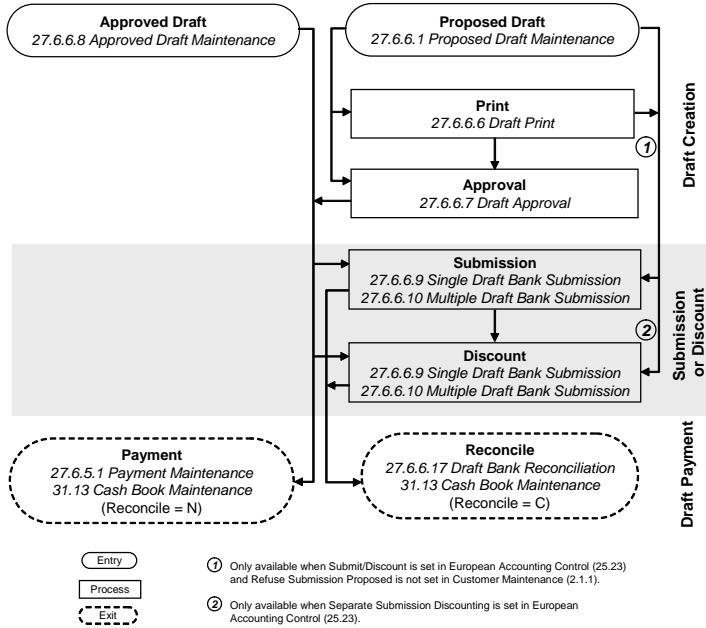 Approved Draft
27.6.6.8 Approved Draft Maintenance
Proposed Draft
27.6.6.1 Proposed Draft Maintenance
Print
27.6.6.6 Draft Print
1
Approval
27.6.6.7 Draft Approval
Draft Creation
Submission
27.6.6.9 Single Draft Bank Submission
27.6.6.10 Multiple Draft Bank Submission
2
Discount
27.6.6.9 Single Draft Bank Submission
27.6.6.10 Multiple Draft Bank Submission
Submission
or Discount
Payment
27.6.5.1 Payment Maintenance
31.13 Cash Book Maintenance
(Reconcile = N)
Reconcile
27.6.6.17 Draft Bank Reconciliation
31.13 Cash Book Maintenance
(Reconcile = C)
Draft Payment
Entry
Process
Exit
1 Only available when Submit/Discount is set in European Accounting Control (25.23)
and Refuse Submission Proposed is not set in Customer Maintenance (2.1.1).
2 Only available when Separate Submission Discounting is set in European
Accounting Control (25.23).